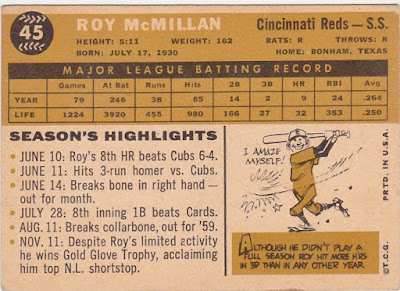 45
ROY McMILLAN
Cincinnati Reds — S.S.
HEIGHT: 5:11 WEIGHT: 162 BATS: R THROWS: R
BORN: JULY 17, 1930 HOME: BONHAM, TEXAS
MAJOR LEAGUE BATTING RECORD
Games At Bat Runs Hits 2B 3B HR RBI Avg.
YEAR 79 246 38 65 14 2 9 24 .264
LIFE 1224 3920 455 980 166 27 32 353 .250
SEASON'S HIGHLIGHTS
• JUNE 10: Roy's 8th HR beats Cubs 6-4.
• JUNE 11: Hits 3-run homer vs. Cubs.
• JUNE 14: Breaks bone in right hand—
out for month.
• JULY 28: 8th inning 1B beats Cards.
• AUG. 11: Breaks collarbone, out for '59.
• NOV. 11: Despite Roy's limited activity
he wins Gold Glove Trophy, acclaiming
him top N.L. shortstop.
I AMAZE
MYSELF!
ALTHOUGH HE DIDN'T PLAY A
FULL SEASON ROY HIT MORE HRS
IN '59 THAN IN ANY OTHER YEAR
PRTD. IN U.S.A.
©T.C.G.